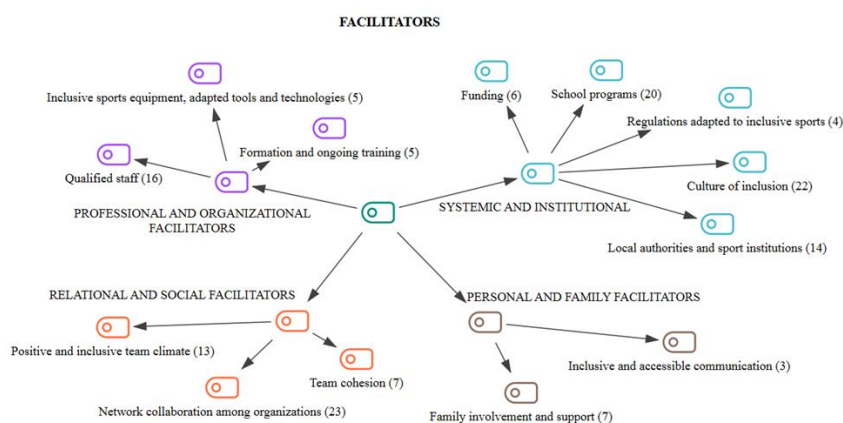 FACILITATORS
Inclusive sports equipment, adapted tools and technologies (5)
Formation and ongoing training (5)
Qualified staff (16)
PROFESSIONAL AND ORGANIZATIONAL
FACILITATORS
Funding (6)
School programs (20)
Regulations adapted to inclusive sports (4)
Culture of inclusion (22)
SYSTEMIC AND INSTITUTIONAL
Local authorities and sport institutions (14)
RELATIONAL AND SOCIAL FACILITATORS
Positive and inclusive team climate (13)
Team cohesion (7)
Network collaboration among organizations (23)
PERSONAL AND FAMILY FACILITATORS
Inclusive and accessible communication (3)
Family involvement and support (7)